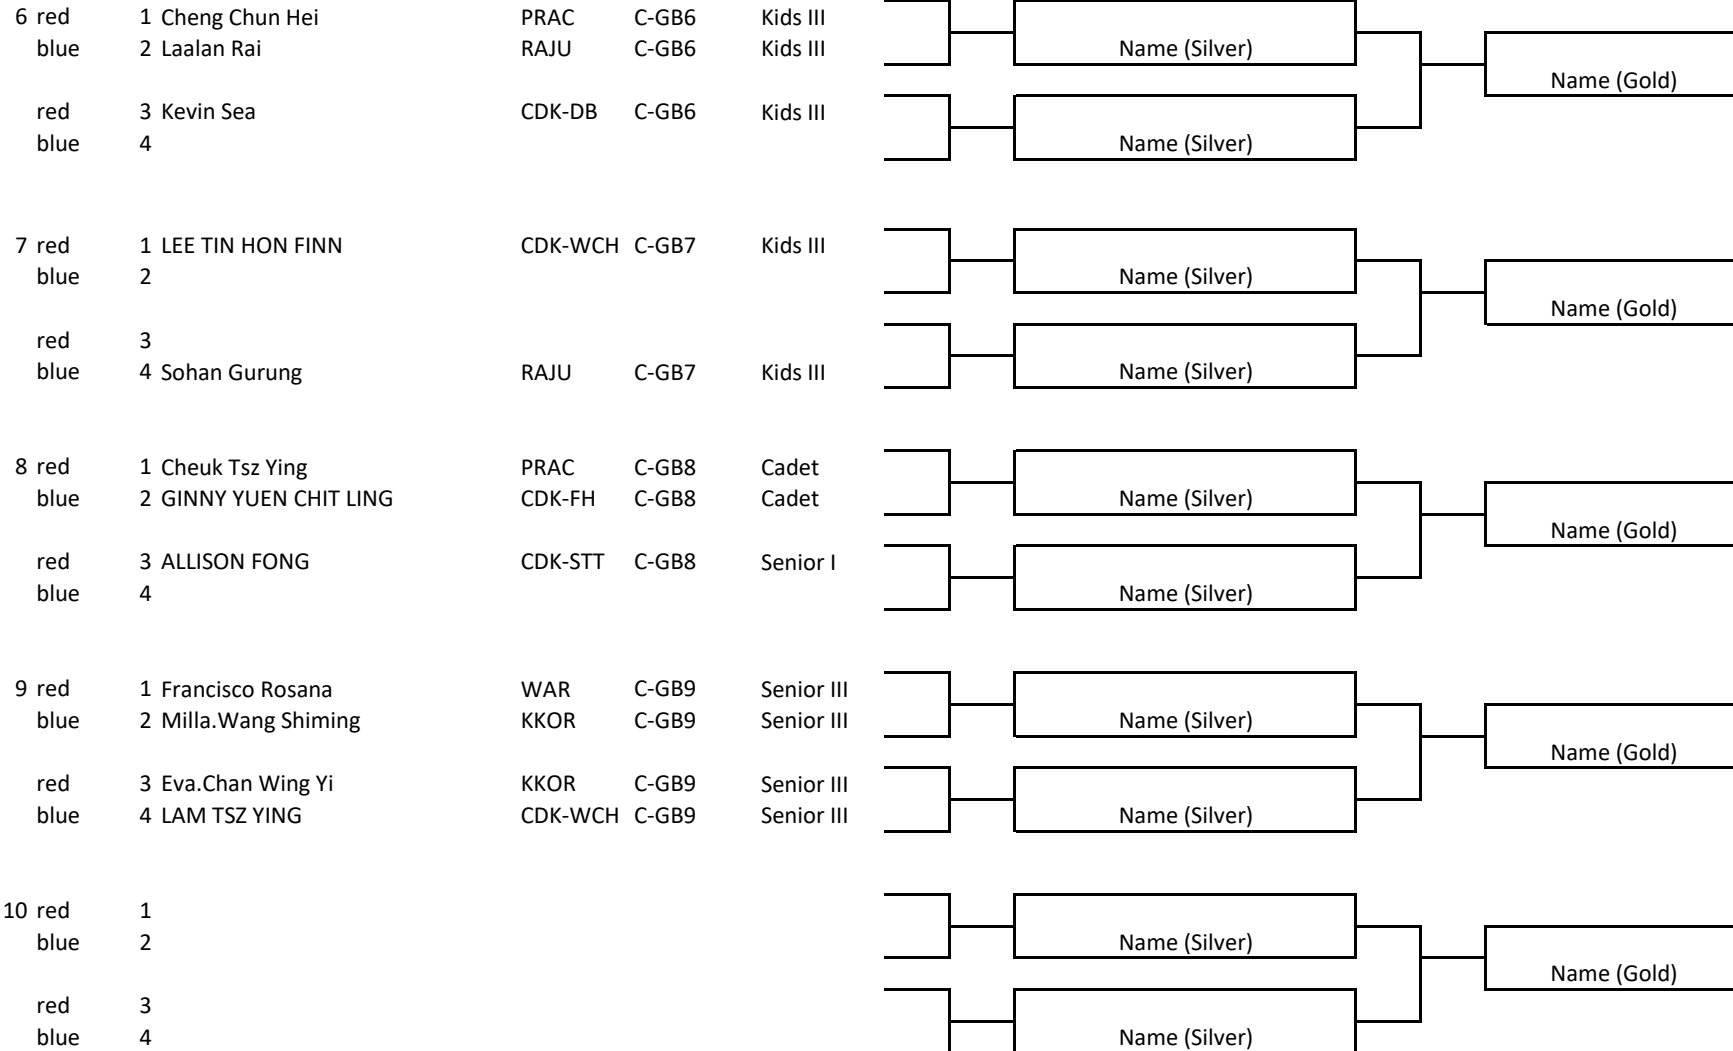 6 red 1 Cheng Chun Hei PRAC C-GB6 Kids III
blue 2 Laalan Rai RAJU C-GB6 Kids III Name (Silver)
Name (Gold)
red 3 Kevin Sea CDK-DB C-GB6 Kids III
blue 4 Name (Silver)
7 red 1 LEE TIN HON FINN CDK-WCH C-GB7 Kids III
blue 2 Name (Silver)
Name (Gold)
red 3
blue 4 Sohan Gurung RAJU C-GB7 Kids III Name (Silver)
8 red 1 Cheuk Tsz Ying PRAC C-GB8 Cadet
blue 2 GINNY YUEN CHIT LING CDK-FH C-GB8 Cadet Name (Silver)
Name (Gold)
red 3 ALLISON FONG CDK-STT C-GB8 Senior I
blue 4 Name (Silver)
9 red 1 Francisco Rosana WAR C-GB9 Senior III
blue 2 Milla.Wang Shiming KKOR C-GB9 Senior III Name (Silver)
Name (Gold)
red 3 Eva.Chan Wing Yi KKOR C-GB9 Senior III
blue 4 LAM TSZ YING CDK-WCH C-GB9 Senior III Name (Silver)
10 red 1
blue 2 Name (Silver)
Name (Gold)
red 3
blue 4 Name (Silver)